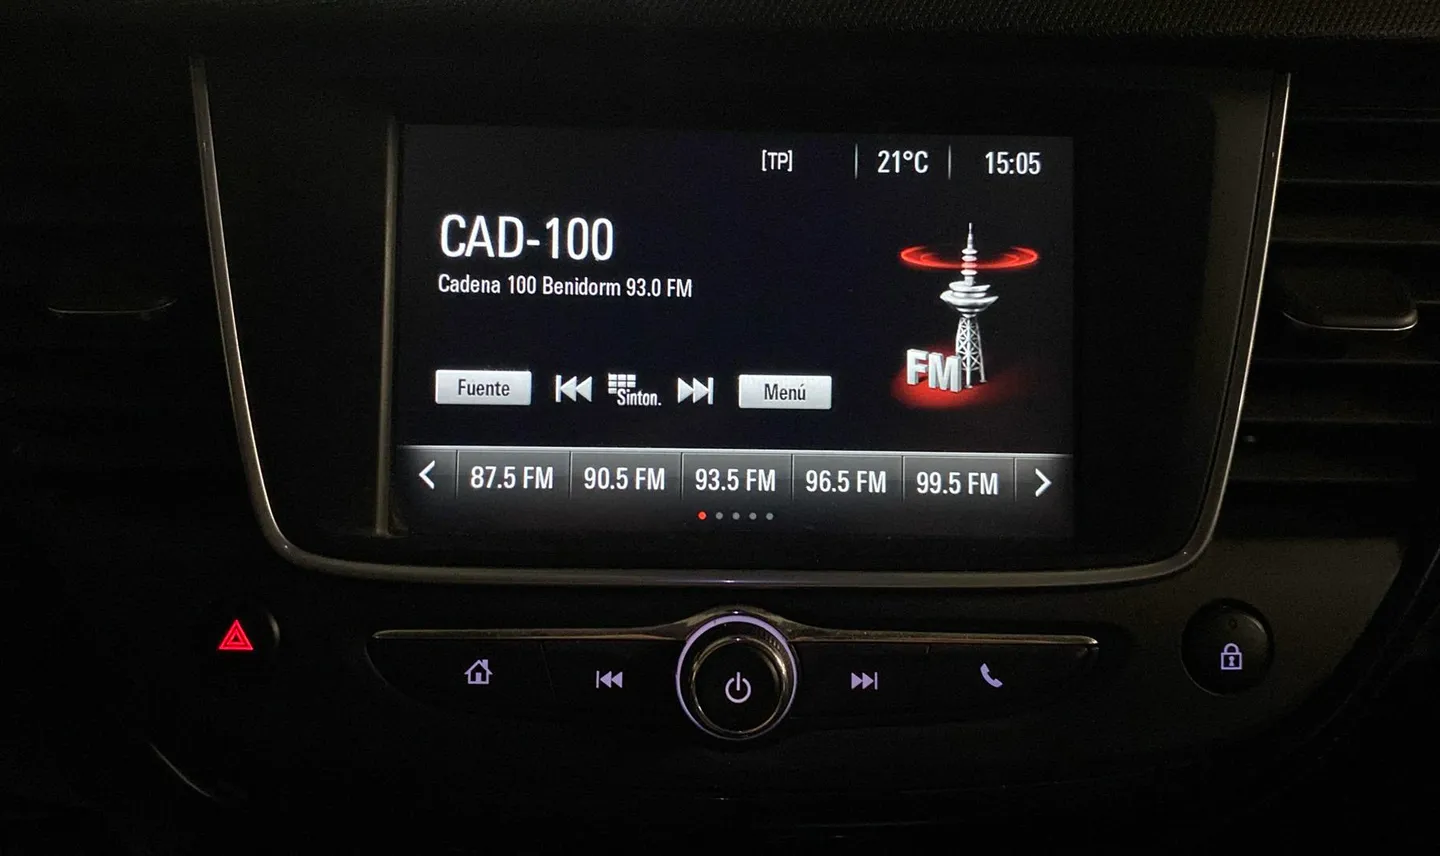 [TP] 21°C 15:05
CAD-100
Cadena 100 Benidorm 93.0 FM
FM
Fuente Sinton. Menú
87.5 FM 90.5 FM 93.5 FM 96.5 FM 99.5 FM